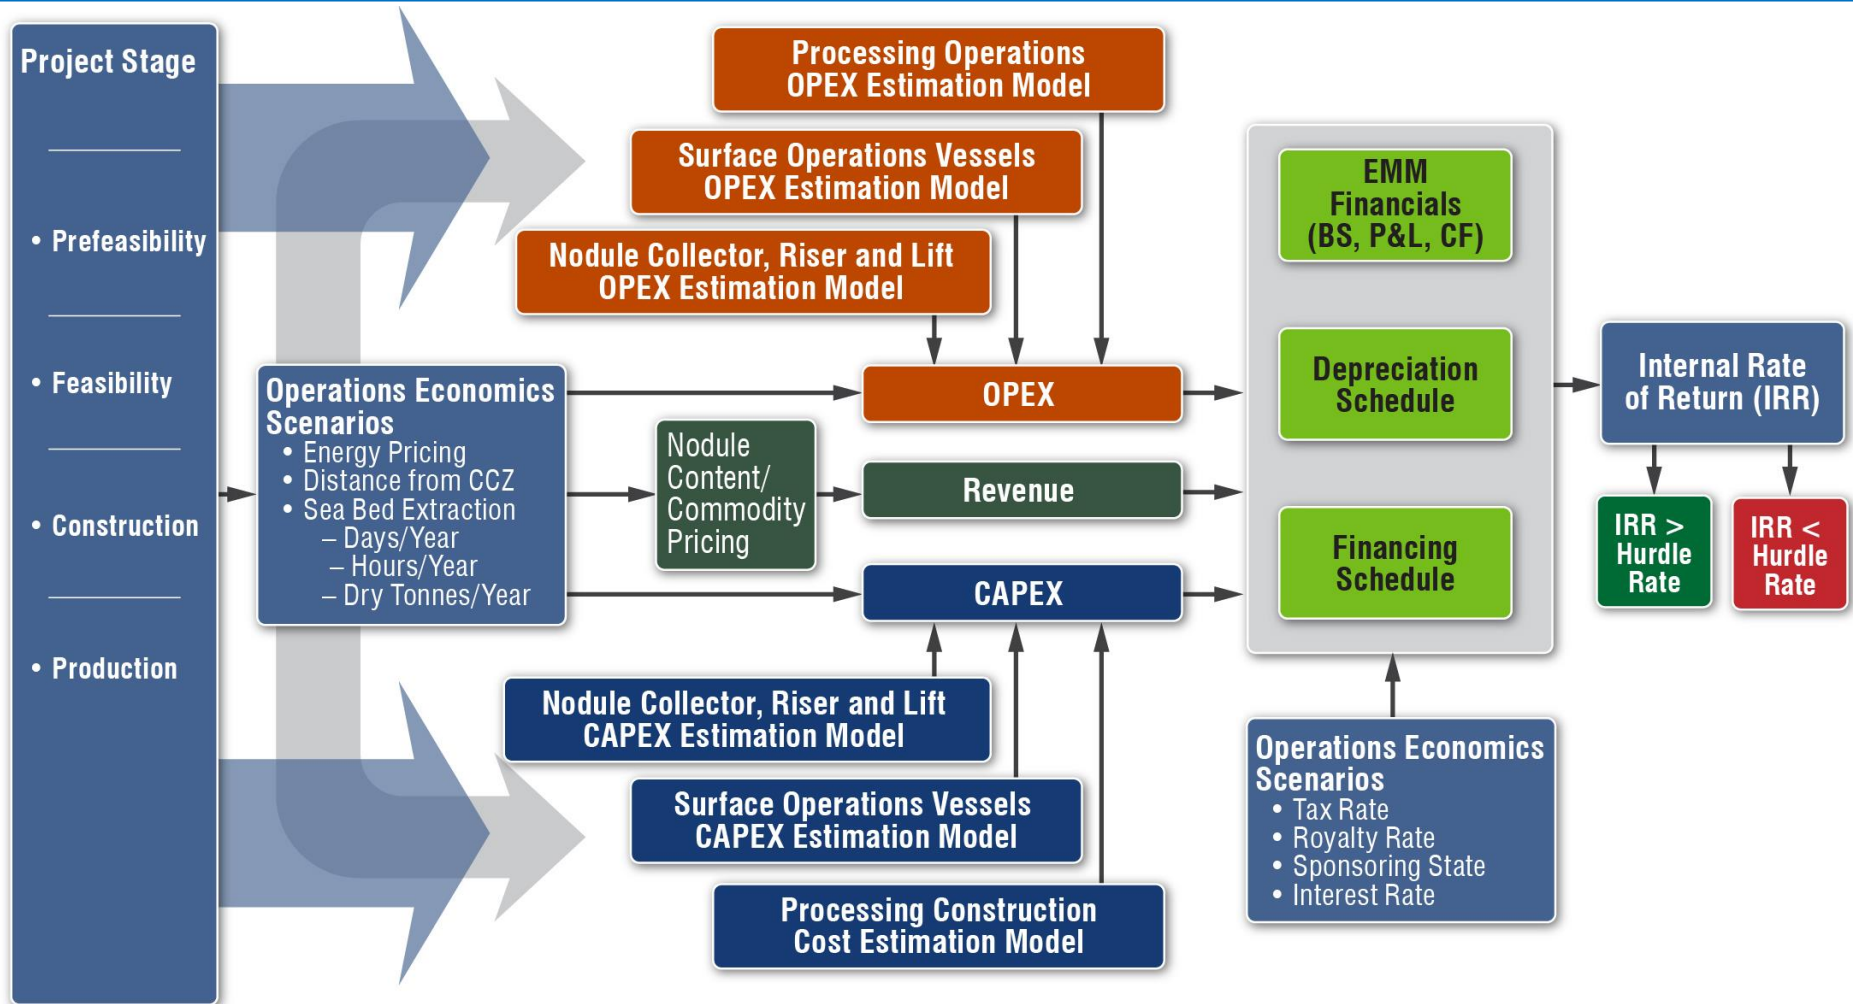 Project Stage
• Prefeasibility
• Feasibility
• Construction
• Production
Operations Economics
Scenarios
• Energy Pricing
• Distance from CCZ
• Sea Bed Extraction
– Days/Year
– Hours/Year
– Dry Tonnes/Year
Processing Operations
OPEX Estimation Model
Surface Operations Vessels
OPEX Estimation Model
Nodule Collector, Riser and Lift
OPEX Estimation Model
OPEX
Nodule
Content/
Commodity
Pricing
Revenue
CAPEX
Nodule Collector, Riser and Lift
CAPEX Estimation Model
Surface Operations Vessels
CAPEX Estimation Model
Processing Construction
Cost Estimation Model
EMM
Financials
(BS, P&L, CF)
Depreciation
Schedule
Financing
Schedule
Operations Economics
Scenarios
• Tax Rate
• Royalty Rate
• Sponsoring State
• Interest Rate
Internal Rate
of Return (IRR)
IRR >
Hurdle
Rate
IRR <
Hurdle
Rate